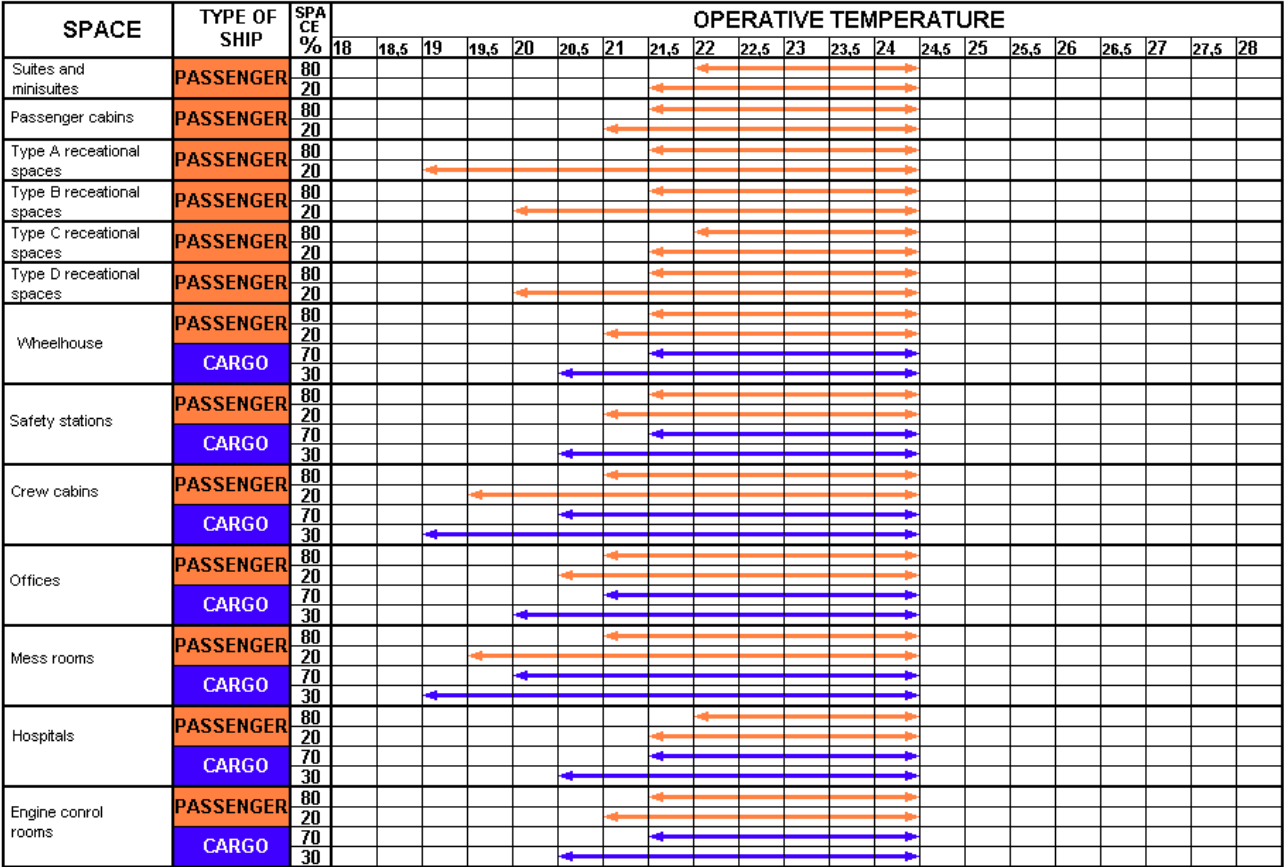 SPACE
TYPE OF SHIP
SPA CE %
OPERATIVE TEMPERATURE
18 18,5 19 19,5 20 20,5 21 21,5 22 22,5 23 23,5 24 24,5 25 25,5 26 26,5 27 27,5 28
Suites and
minisuites
PASSENGER
80
20
Passenger cabins
PASSENGER
80
20
Type A receational
spaces
PASSENGER
80
20
Type B receational
spaces
PASSENGER
80
20
Type C receational
spaces
PASSENGER
80
20
Type D receational
spaces
PASSENGER
80
20
Wheelhouse
PASSENGER
80
20
CARGO
70
30
Safety stations
PASSENGER
80
20
CARGO
70
30
Crew cabins
PASSENGER
80
20
CARGO
70
30
Offices
PASSENGER
80
20
CARGO
70
30
Mess rooms
PASSENGER
80
20
CARGO
70
30
Hospitals
PASSENGER
80
20
CARGO
70
30
Engine conrol
rooms
PASSENGER
80
20
CARGO
70
30